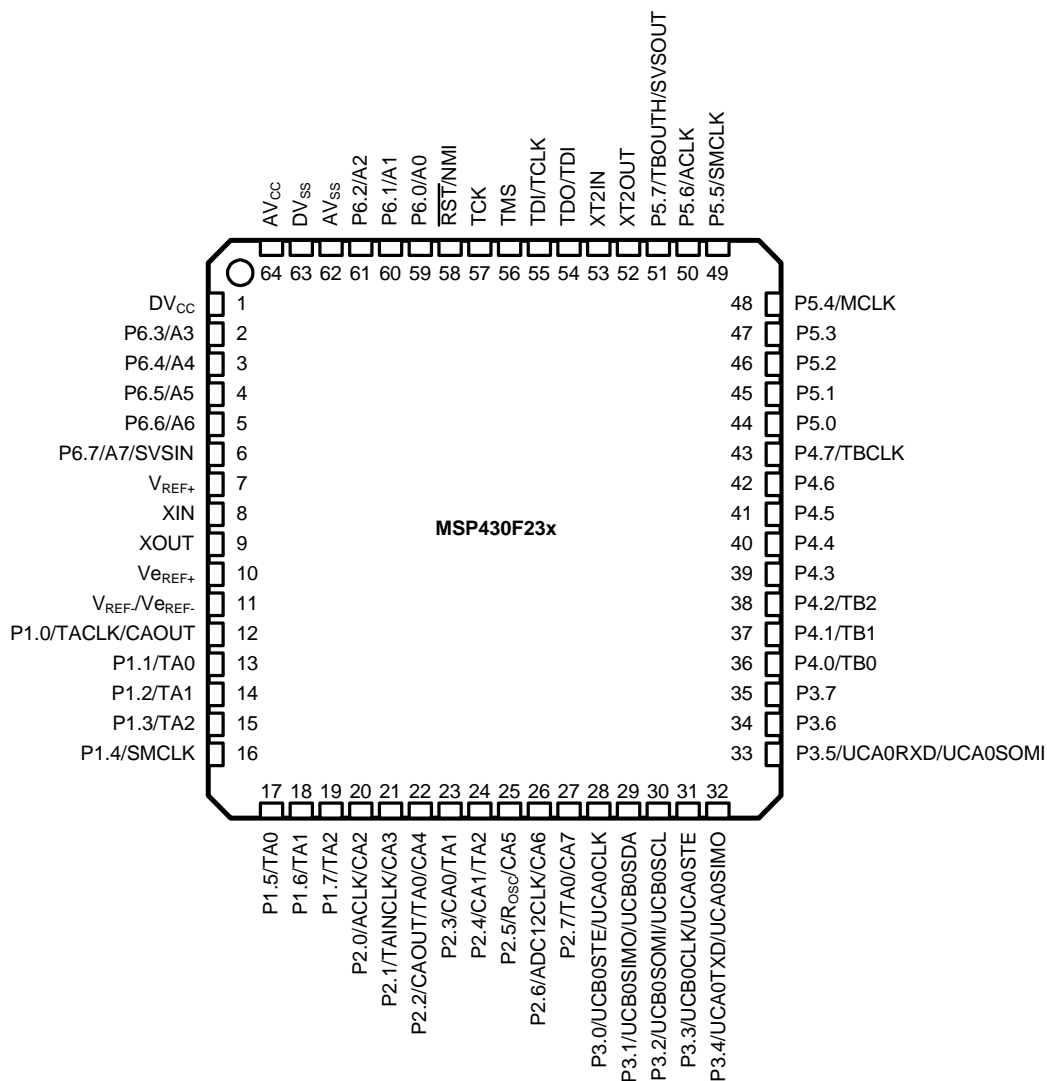 AVCC
DVSS
AVSS
P6.2/A2
P6.1/A1
P6.0/A0
RST/NMI
TCK
TMS
TDI/TCLK
TDO/TDI
XT2IN
XT2OUT
P5.7/TBOUTH/SVSOUT
P5.6/ACLK
P5.5/SMCLK
64 63 62 61 60 59 58 57 56 55 54 53 52 51 50 49
DVCC 1
P6.3/A3 2
P6.4/A4 3
P6.5/A5 4
P6.6/A6 5
P6.7/A7/SVSIN 6
VREF+ 7
XIN 8
XOUT 9
VeREF+ 10
VREF-/VeREF- 11
P1.0/TACLK/CAOUT 12
P1.1/TA0 13
P1.2/TA1 14
P1.3/TA2 15
P1.4/SMCLK 16
MSP430F23x
48 P5.4/MCLK
47 P5.3
46 P5.2
45 P5.1
44 P5.0
43 P4.7/TBCLK
42 P4.6
41 P4.5
40 P4.4
39 P4.3
38 P4.2/TB2
37 P4.1/TB1
36 P4.0/TB0
35 P3.7
34 P3.6
33 P3.5/UCA0RXD/UCA0SOMI
17 18 19 20 21 22 23 24 25 26 27 28 29 30 31 32
P1.5/TA0
P1.6/TA1
P1.7/TA2
P2.0/ACLK/CA2
P2.1/TAINCLK/CA3
P2.2/CAOUT/TA0/CA4
P2.3/CA0/TA1
P2.4/CA1/TA2
P2.5/ROSC/CA5
P2.6/ADC12CLK/CA6
P2.7/TA0/CA7
P3.0/UCB0STE/UCA0CLK
P3.1/UCB0SIMO/UCB0SDA
P3.2/UCB0SOMI/UCB0SCL
P3.3/UCB0CLK/UCA0STE
P3.4/UCA0TXD/UCA0SIMO